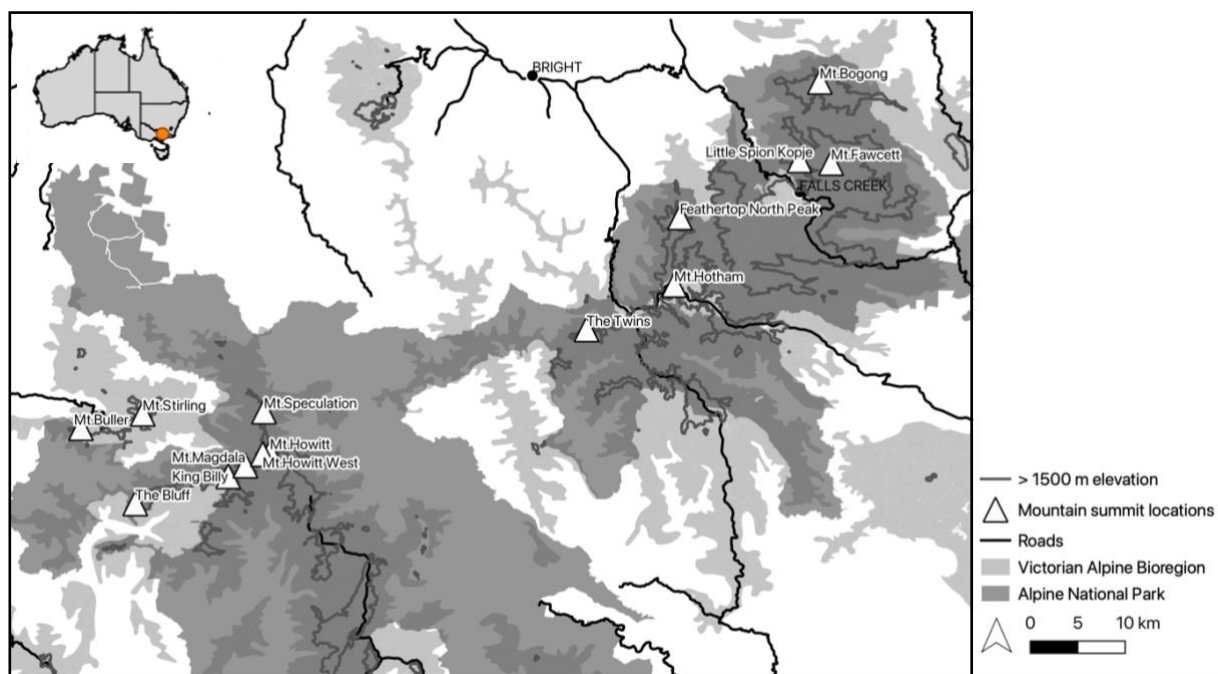 BRIGHT
Mt.Bogong
Little Spion Kopje
Mt.Fawcett
FALLS CREEK
Feathertop North Peak
Mt.Hotham
The Twins
Mt.Speculation
Mt.Stirling
Mt.Buller
Mt.Howitt
Mt.Magdala
Mt.Howitt West
King Billy
The Bluff
> 1500 m elevation
Mountain summit locations
Roads
Victorian Alpine Bioregion
Alpine National Park
0 5 10 km